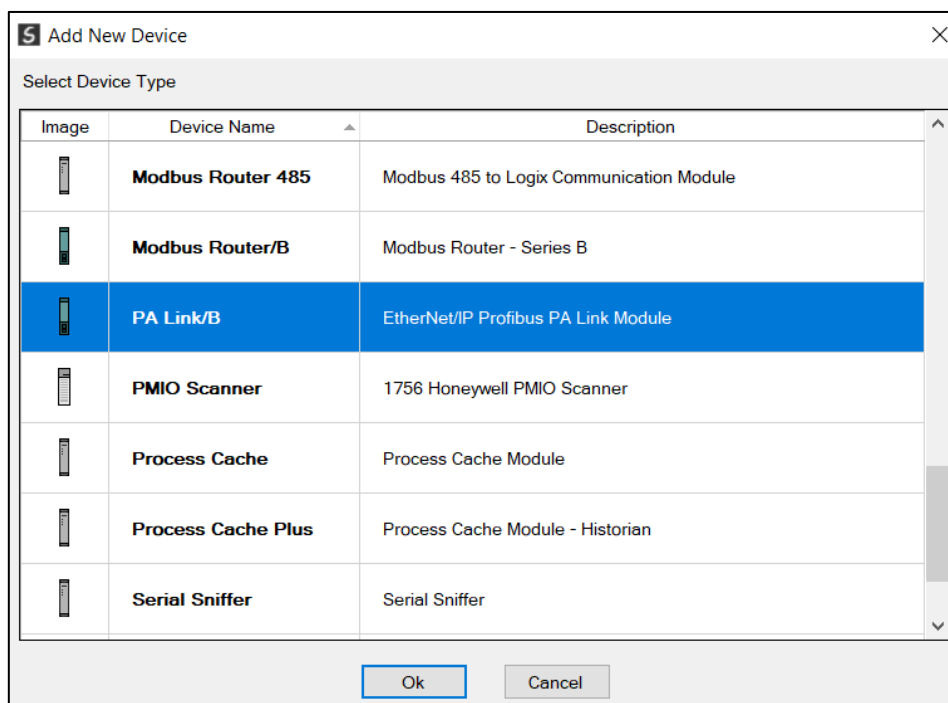 S Add New Device
Select Device Type
Image Device Name Description
Modbus Router 485 Modbus 485 to Logix Communication Module
Modbus Router/B Modbus Router - Series B
PA Link/B EtherNet/IP Profibus PA Link Module
PMIO Scanner 1756 Honeywell PMIO Scanner
Process Cache Process Cache Module
Process Cache Plus Process Cache Module - Historian
Serial Sniffer Serial Sniffer
Ok Cancel